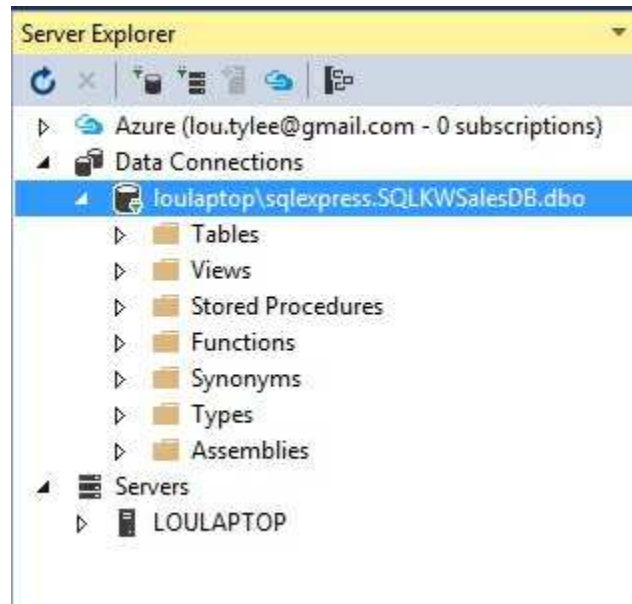 Server Explorer
Azure (lou.tylee@gmail.com - 0 subscriptions)
Data Connections
loulaptop\sqlexpress.SQLKWSalesDB.dbo
Tables
Views
Stored Procedures
Functions
Synonyms
Types
Assemblies
Servers
LOULAPTOP